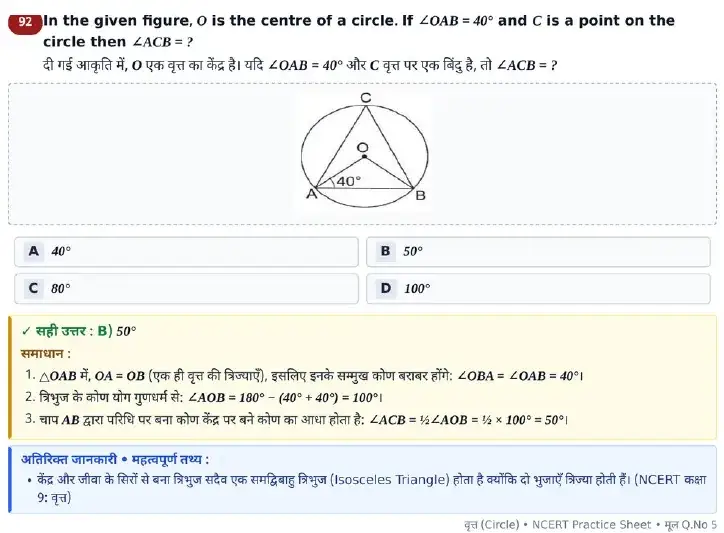 92 In the given figure, O is the centre of a circle. If ∠OAB = 40° and C is a point on the
circle then ∠ACB = ?
दी गई आकृति में, O एक वृत्त का केंद्र है। यदि ∠OAB = 40° और C वृत्त पर एक बिंदु है, तो ∠ACB = ?
C
O
40°
A
B
A 40°
B 50°
C 80°
D 100°
✓ सही उत्तर : B) 50°
समाधान :
1. △OAB में, OA = OB (एक ही वृत्त की त्रिज्याएँ), इसलिए इनके सम्मुख कोण बराबर होंगे: ∠OBA = ∠OAB = 40°।
2. त्रिभुज के कोण योग गुणधर्म से: ∠AOB = 180° − (40° + 40°) = 100°।
3. चाप AB द्वारा परिधि पर बना कोण केंद्र पर बने कोण का आधा होता है: ∠ACB = ½∠AOB = ½ × 100° = 50°।
अतिरिक्त जानकारी • महत्वपूर्ण तथ्य :
• केंद्र और जीवा के सिरों से बना त्रिभुज सदैव एक समद्विबाहु त्रिभुज (Isosceles Triangle) होता है क्योंकि दो भुजाएँ त्रिज्या होती हैं। (NCERT कक्षा
9: वृत्त)
वृत्त (Circle) • NCERT Practice Sheet • मूल Q.No 5